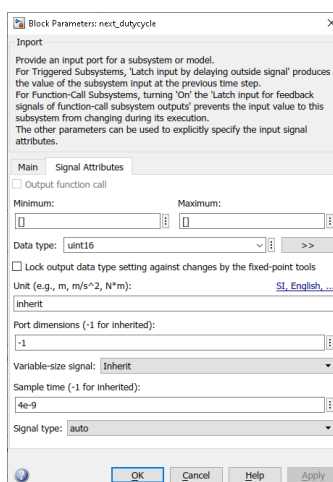 Block Parameters: next_dutycycle
Inport
Provide an input port for a subsystem or model.
For Triggered Subsystems, 'Latch input by delaying outside signal' produces
the value of the subsystem input at the previous time step.
For Function-Call Subsystems, turning 'On' the 'Latch input for feedback
signals of function-call subsystem outputs' prevents the input value to this
subsystem from changing during its execution.
The other parameters can be used to explicitly specify the input signal
attributes.
Main Signal Attributes
Output function call
Minimum: Maximum:
[] []
Data type: uint16 >>
Lock output data type setting against changes by the fixed-point tools
Unit (e.g., m, m/s^2, N*m): SI, English, ...
inherit
Port dimensions (-1 for inherited):
-1
Variable-size signal: Inherit
Sample time (-1 for inherited):
4e-9
Signal type: auto
OK Cancel Help Apply